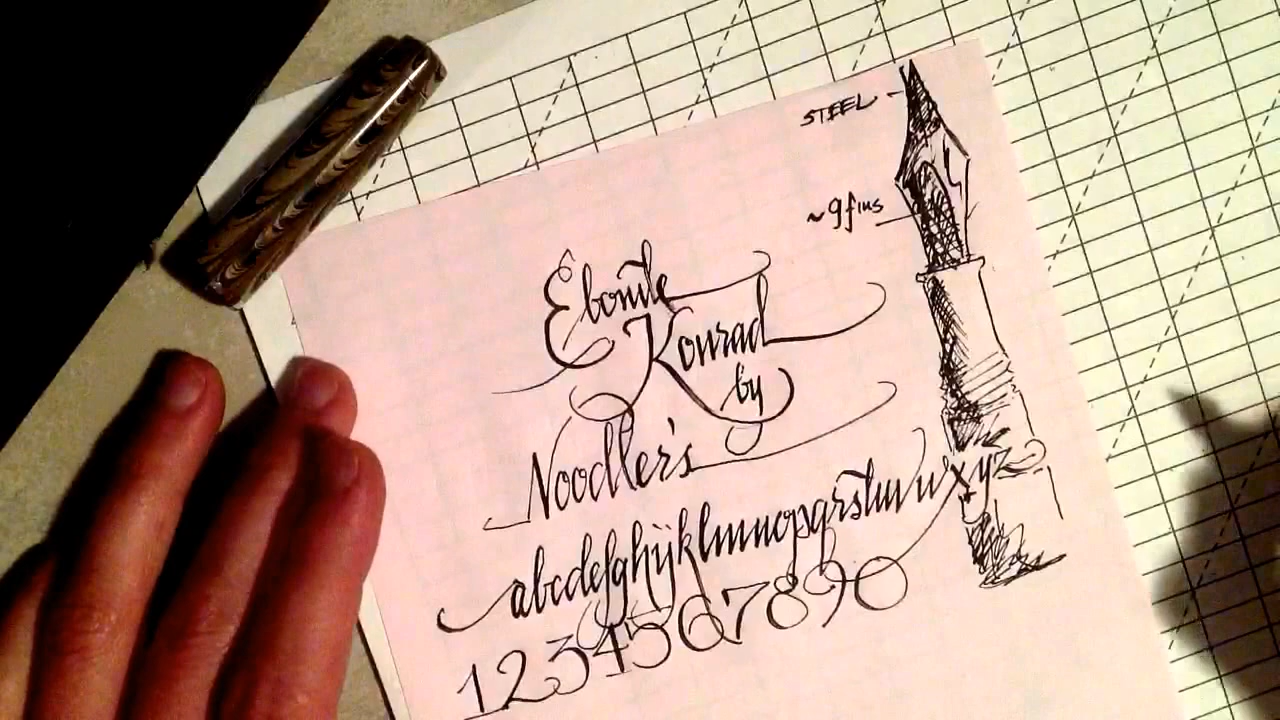 STEEL
~9 fins
Ebonite
Konrad
by
Noodler's
abcdefghijklmnopqrstuvwxyz
1234567890